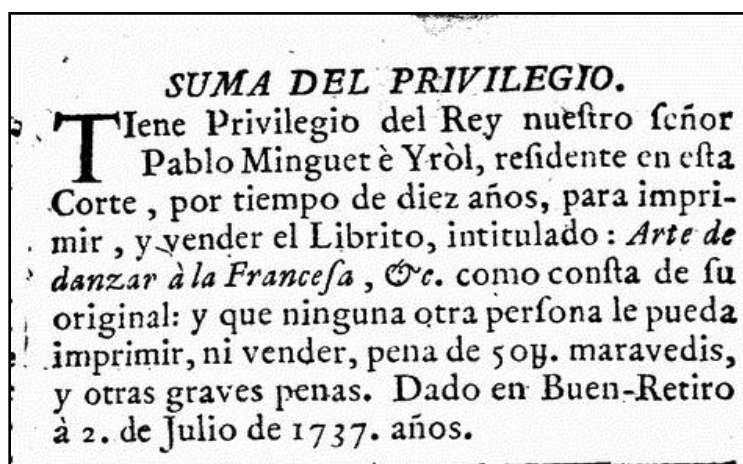 SUMA DEL PRIVILEGIO.
TIene Privilegio del Rey nueſtro ſeñor
Pablo Minguet è Yròl, reſidente en eſta
Corte , por tiempo de diez años, para impri-
mir , y vender el Librito, intitulado : Arte de
danzar à la Franceſa , &c. como conſta de ſu
original: y que ninguna otra perſona le pueda
imprimir, ni vender, pena de 50y. maravedis,
y otras graves penas. Dado en Buen-Retiro
à 2. de Julio de 1737. años.